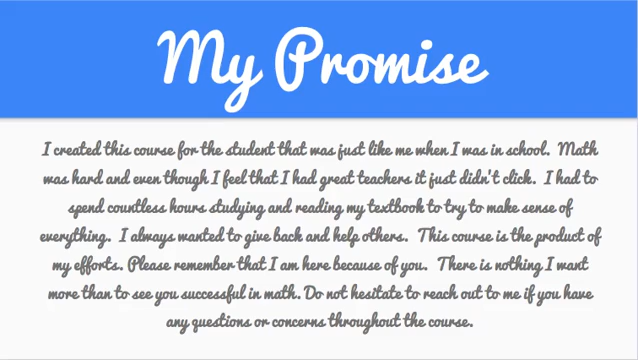 My Promise
I created this course for the student that was just like me when I was in school. Math
was hard and even though I feel that I had great teachers it just didn't click. I had to
spend countless hours studying and reading my textbook to try to make sense of
everything. I always wanted to give back and help others. This course is the product of
my efforts. Please remember that I am here because of you. There is nothing I want
more than to see you successful in math. Do not hesitate to reach out to me if you have
any questions or concerns throughout the course.